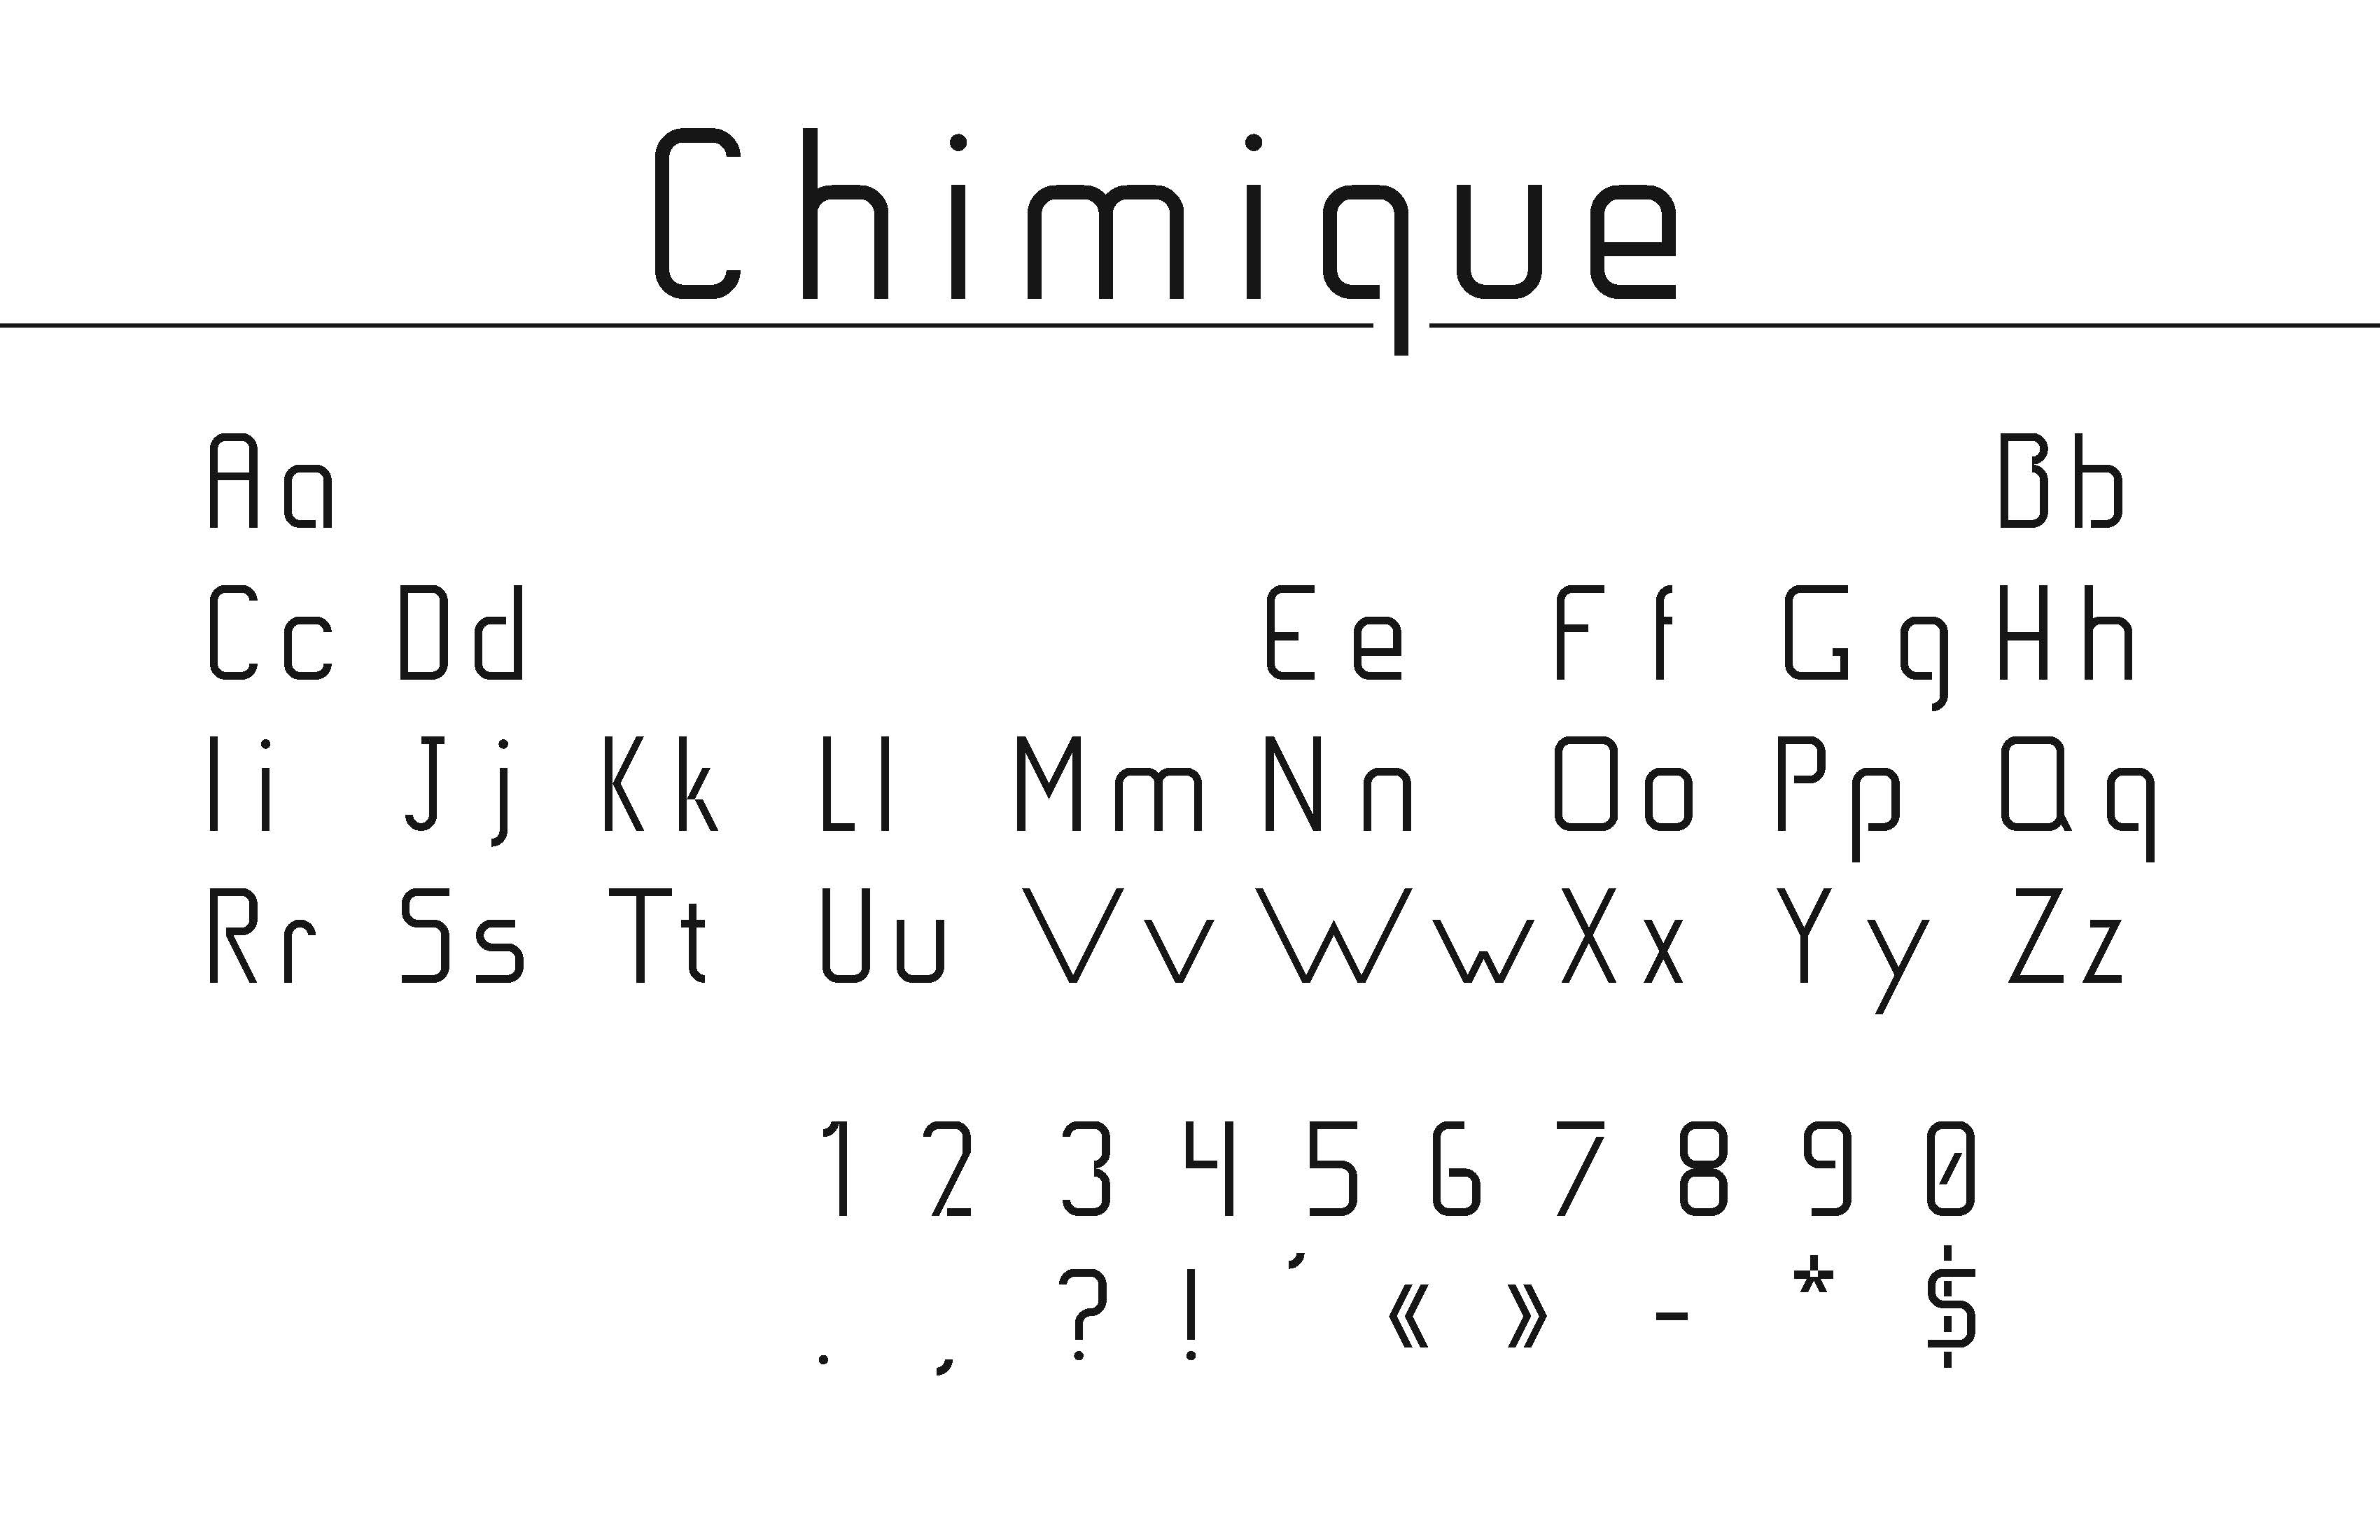 Chimique
Aa Bb
Cc Dd Ee Ff Gg Hh
Ii Jj Kk Ll Mm Nn Oo Pp Qq
Rr Ss Tt Uu Vv Ww Xx Yy Zz
1 2 3 4 5 6 7 8 9 0
. , ? ! ' « » - * $